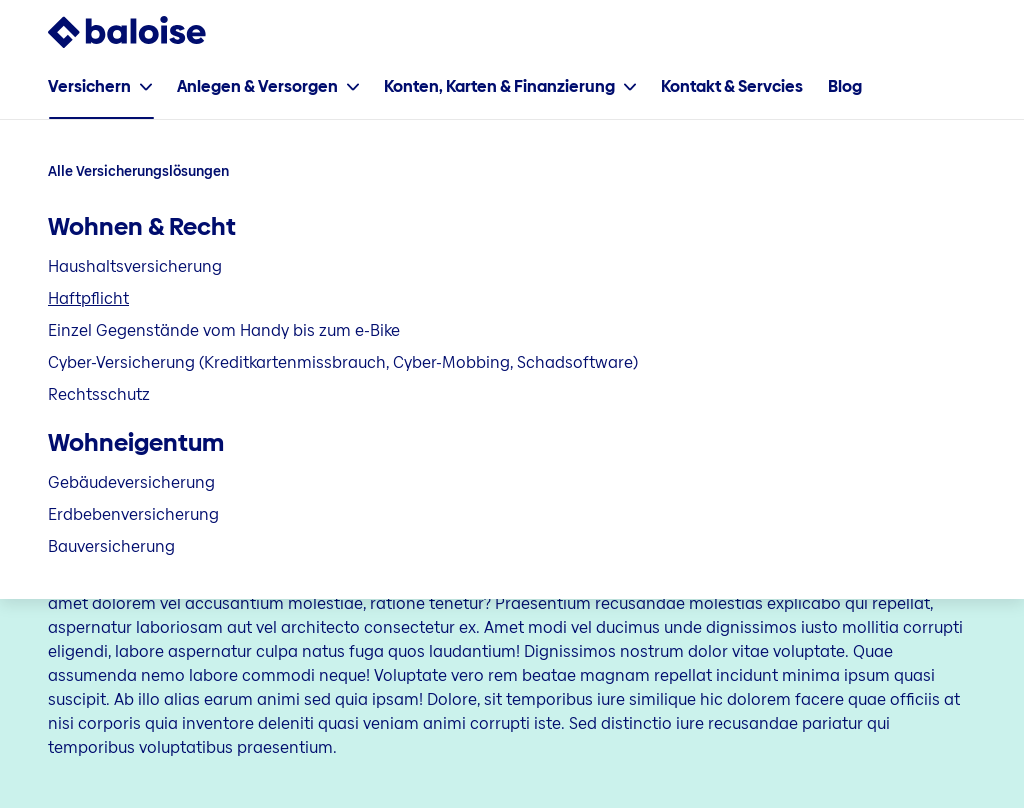 baloise
Versichern Anlegen & Versorgen Konten, Karten & Finanzierung Kontakt & Servcies Blog
Alle Versicherungslösungen
Wohnen & Recht
Haushaltsversicherung
Haftpflicht
Einzel Gegenstände vom Handy bis zum e-Bike
Cyber-Versicherung (Kreditkartenmissbrauch, Cyber-Mobbing, Schadsoftware)
Rechtsschutz
Wohneigentum
Gebäudeversicherung
Erdbebenversicherung
Bauversicherung
amet dolorem vel accusantium molestiae, ratione tenetur? Praesentium recusandae molestias explicabo qui repellat,
aspernatur laboriosam aut vel architecto consectetur ex. Amet modi vel ducimus unde dignissimos iusto mollitia corrupti
eligendi, labore aspernatur culpa natus fuga quos laudantium! Dignissimos nostrum dolor vitae voluptate. Quae
assumenda nemo labore commodi neque! Voluptate vero rem beatae magnam repellat incidunt minima ipsum quasi
suscipit. Ab illo alias earum animi sed quia ipsam! Dolore, sit temporibus iure similique hic dolorem facere quae officiis at
nisi corporis quia inventore deleniti quasi veniam animi corrupti iste. Sed distinctio iure recusandae pariatur qui
temporibus voluptatibus praesentium.